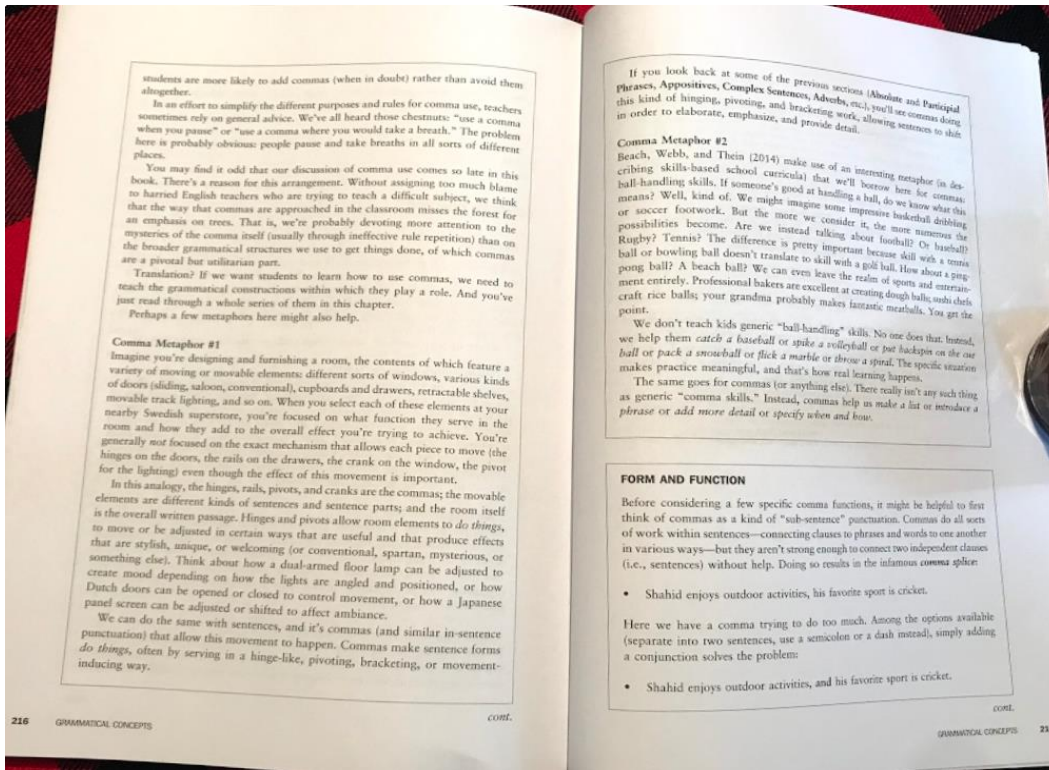 students are more likely to add commas (when in doubt) rather than avoid them
altogether.
In an effort to simplify the different purposes and rules for comma use, teachers
sometimes rely on general advice. We've all heard those chestnuts: "use a comma
when you pause" or "use a comma where you would take a breath." The problem
here is probably obvious: people pause and take breaths in all sorts of different
places.
You may find it odd that our discussion of comma use comes so late in this
book. There's a reason for this arrangement. Without assigning too much blame
to harried English teachers who are trying to teach a difficult subject, we think
that the way that commas are approached in the classroom misses the forest for
an emphasis on trees. That is, we're probably devoting more attention to the
mysteries of the comma itself (usually through ineffective rule repetition) than on
the broader grammatical structures we use to get things done, of which commas
are a pivotal but utilitarian part.
Translation? If we want students to learn how to use commas, we need to
teach the grammatical constructions within which they play a role. And you've
just read through a whole series of them in this chapter.
Perhaps a few metaphors here might also help.
Comma Metaphor #1
Imagine you're designing and furnishing a room, the contents of which feature a
variety of moving or movable elements: different sorts of windows, various kinds
of doors (sliding, saloon, conventional), cupboards and drawers, retractable shelves,
movable track lighting, and so on. When you select each of these elements at your
nearby Swedish superstore, you're focused on what function they serve in the
room and how they add to the overall effect you're trying to achieve. You're
generally not focused on the exact mechanism that allows each piece to move (the
hinges on the doors, the rails on the drawers, the crank on the window, the pivot
for the lighting) even though the effect of this movement is important.
In this analogy, the hinges, rails, pivots, and cranks are the commas; the movable
elements are different kinds of sentences and sentence parts; and the room itself
is the overall written passage. Hinges and pivots allow room elements to do things,
to move or be adjusted in certain ways that are useful and that produce effects
that are stylish, unique, or welcoming (or conventional, spartan, mysterious, or
something else). Think about how a dual-armed floor lamp can be adjusted to
create mood depending on how the lights are angled and positioned, or how
Dutch doors can be opened or closed to control movement, or how a Japanese
panel screen can be adjusted or shifted to affect ambiance.
We can do the same with sentences, and it's commas (and similar in-sentence
punctuation) that allow this movement to happen. Commas make sentence forms
do things, often by serving in a hinge-like, pivoting, bracketing, or movement-
inducing way.
cont.
216 GRAMMATICAL CONCEPTS
If you look back at some of the previous sections (Absolute and Participial
Phrases, Appositives, Complex Sentences, Adverbs, etc.), you'll see commas doing
this kind of hinging, pivoting, and bracketing work, allowing sentences to shift
in order to elaborate, emphasize, and provide detail.
Comma Metaphor #2
Beach, Webb, and Thein (2014) make use of an interesting metaphor (in des-
cribing skills-based school curricula) that we'll borrow here for commas:
ball-handling skills. If someone's good at handling a ball, do we know what this
means? Well, kind of. We might imagine some impressive basketball dribbling
or soccer footwork. But the more we consider it, the more numerous the
possibilities become. Are we instead talking about football? Or baseball?
Rugby? Tennis? The difference is pretty important because skill with a tennis
ball or bowling ball doesn't translate to skill with a golf ball. How about a ping-
pong ball? A beach ball? We can even leave the realm of sports and entertain-
ment entirely. Professional bakers are excellent at creating dough balls; sushi chefs
craft rice balls; your grandma probably makes fantastic meatballs. You get the
point.
We don't teach kids generic "ball-handling" skills. No one does that. Instead,
we help them catch a baseball or spike a volleyball or put backspin on the cue
ball or pack a snowball or flick a marble or throw a spiral. The specific situation
makes practice meaningful, and that's how real learning happens.
The same goes for commas (or anything else). There really isn't any such thing
as generic "comma skills." Instead, commas help us make a list or introduce a
phrase or add more detail or specify when and how.
FORM AND FUNCTION
Before considering a few specific comma functions, it might be helpful to first
think of commas as a kind of "sub-sentence" punctuation. Commas do all sorts
of work within sentences—connecting clauses to phrases and words to one another
in various ways—but they aren't strong enough to connect two independent clauses
(i.e., sentences) without help. Doing so results in the infamous comma splice:
• Shahid enjoys outdoor activities, his favorite sport is cricket.
Here we have a comma trying to do too much. Among the options available
(separate into two sentences, use a semicolon or a dash instead), simply adding
a conjunction solves the problem:
• Shahid enjoys outdoor activities, and his favorite sport is cricket.
cont.
GRAMMATICAL CONCEPTS 21